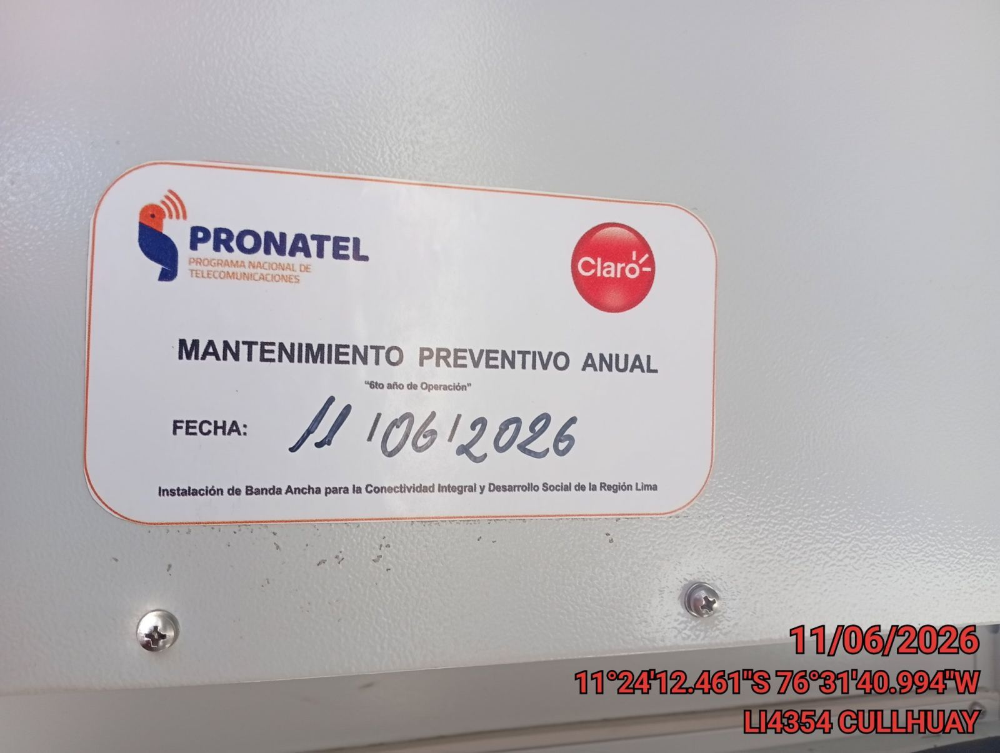 PRONATEL
PROGRAMA NACIONAL DE
TELECOMUNICACIONES
Claro
MANTENIMIENTO PREVENTIVO ANUAL
"6to año de Operación"
FECHA: 11/06/2026
Instalación de Banda Ancha para la Conectividad Integral y Desarrollo Social de la Región Lima
11/06/2026
11°24'12.461"S 76°31'40.994"W
LI4354 CULLHUAY